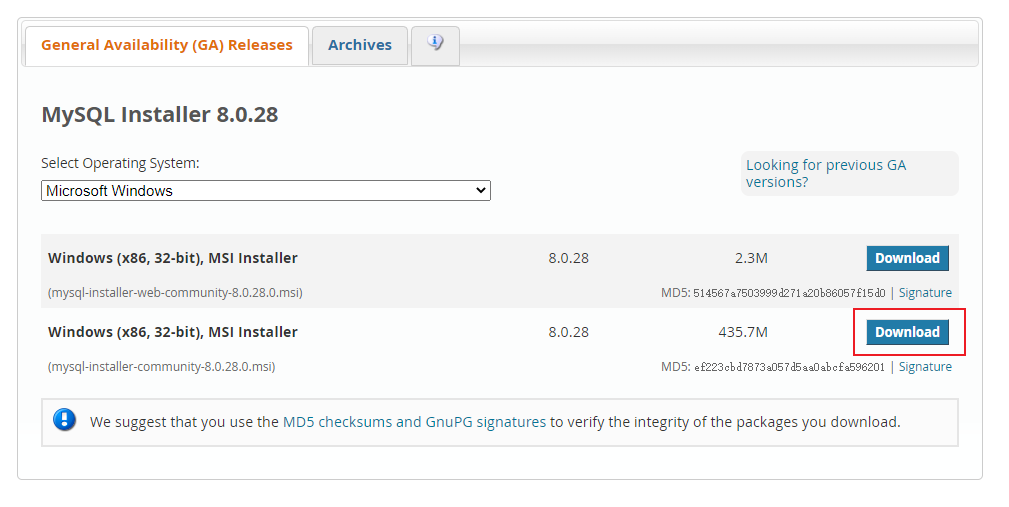 General Availability (GA) Releases Archives
MySQL Installer 8.0.28
Select Operating System:
Microsoft Windows
Looking for previous GA
versions?
Windows (x86, 32-bit), MSI Installer 8.0.28 2.3M Download
(mysql-installer-web-community-8.0.28.0.msi) MD5: 514567a7503999d271a20b86057f15d0 | Signature
Windows (x86, 32-bit), MSI Installer 8.0.28 435.7M Download
(mysql-installer-community-8.0.28.0.msi) MD5: ef223cbd7873a057d5aa0abcfa596201 | Signature
We suggest that you use the MD5 checksums and GnuPG signatures to verify the integrity of the packages you download.